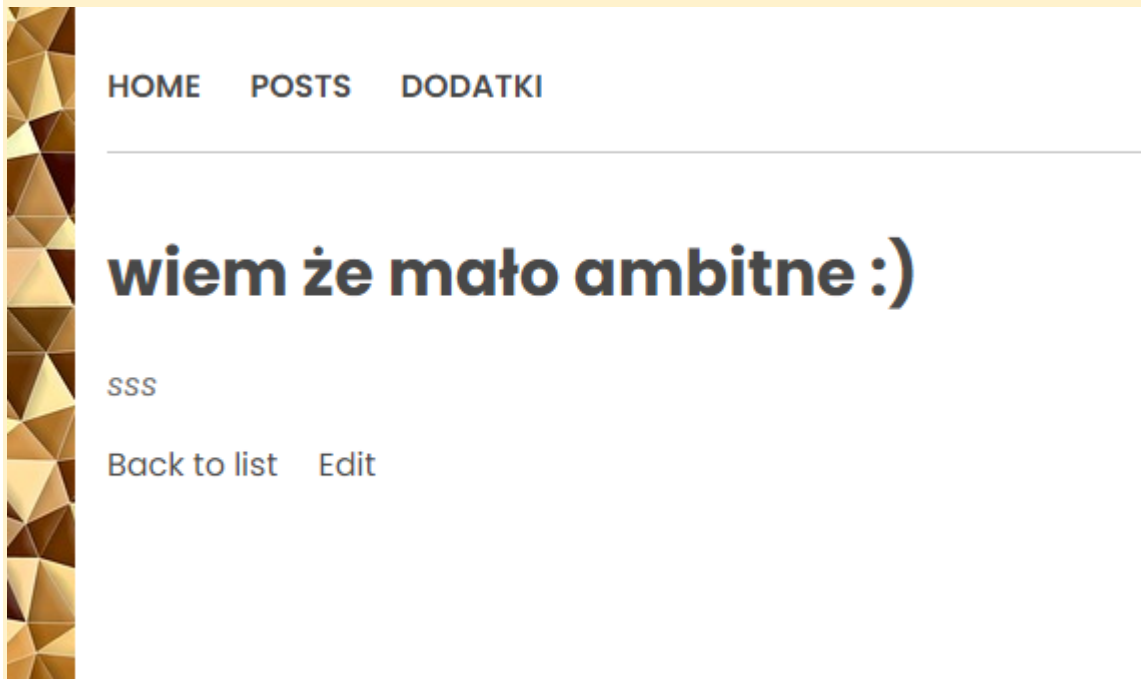 HOME POSTS DODATKI
wiem że mało ambitne :)
sss
Back to list Edit